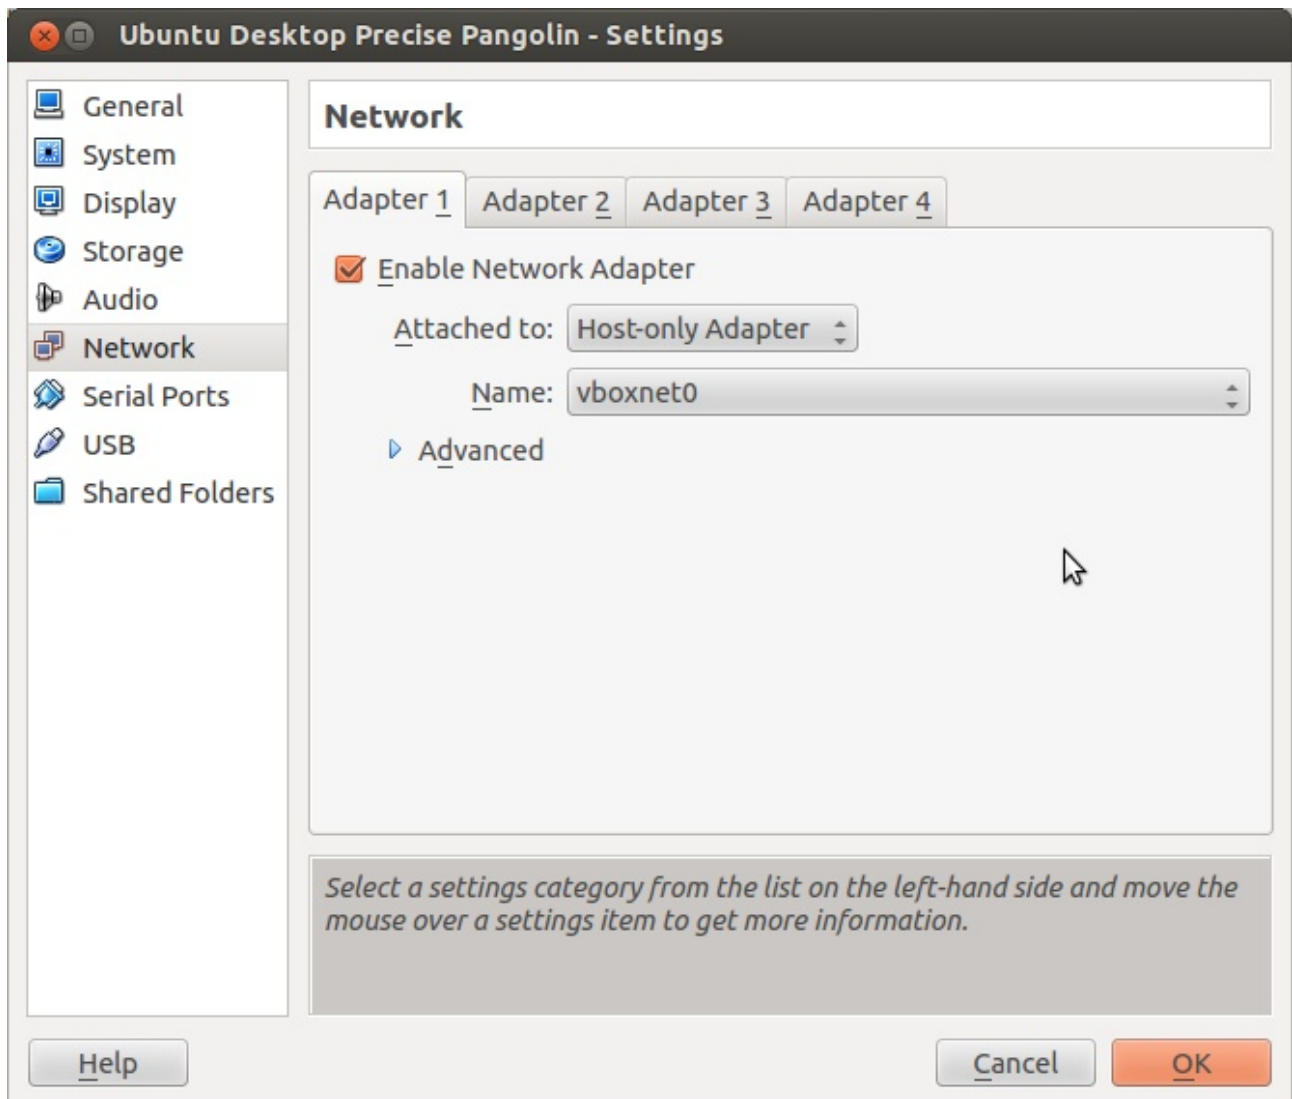 Ubuntu Desktop Precise Pangolin - Settings
General
System
Display
Storage
Audio
Network
Serial Ports
USB
Shared Folders
Network
Adapter 1 Adapter 2 Adapter 3 Adapter 4
Enable Network Adapter
Attached to: Host-only Adapter
Name: vboxnet0
Advanced
Select a settings category from the list on the left-hand side and move the
mouse over a settings item to get more information.
Help Cancel OK